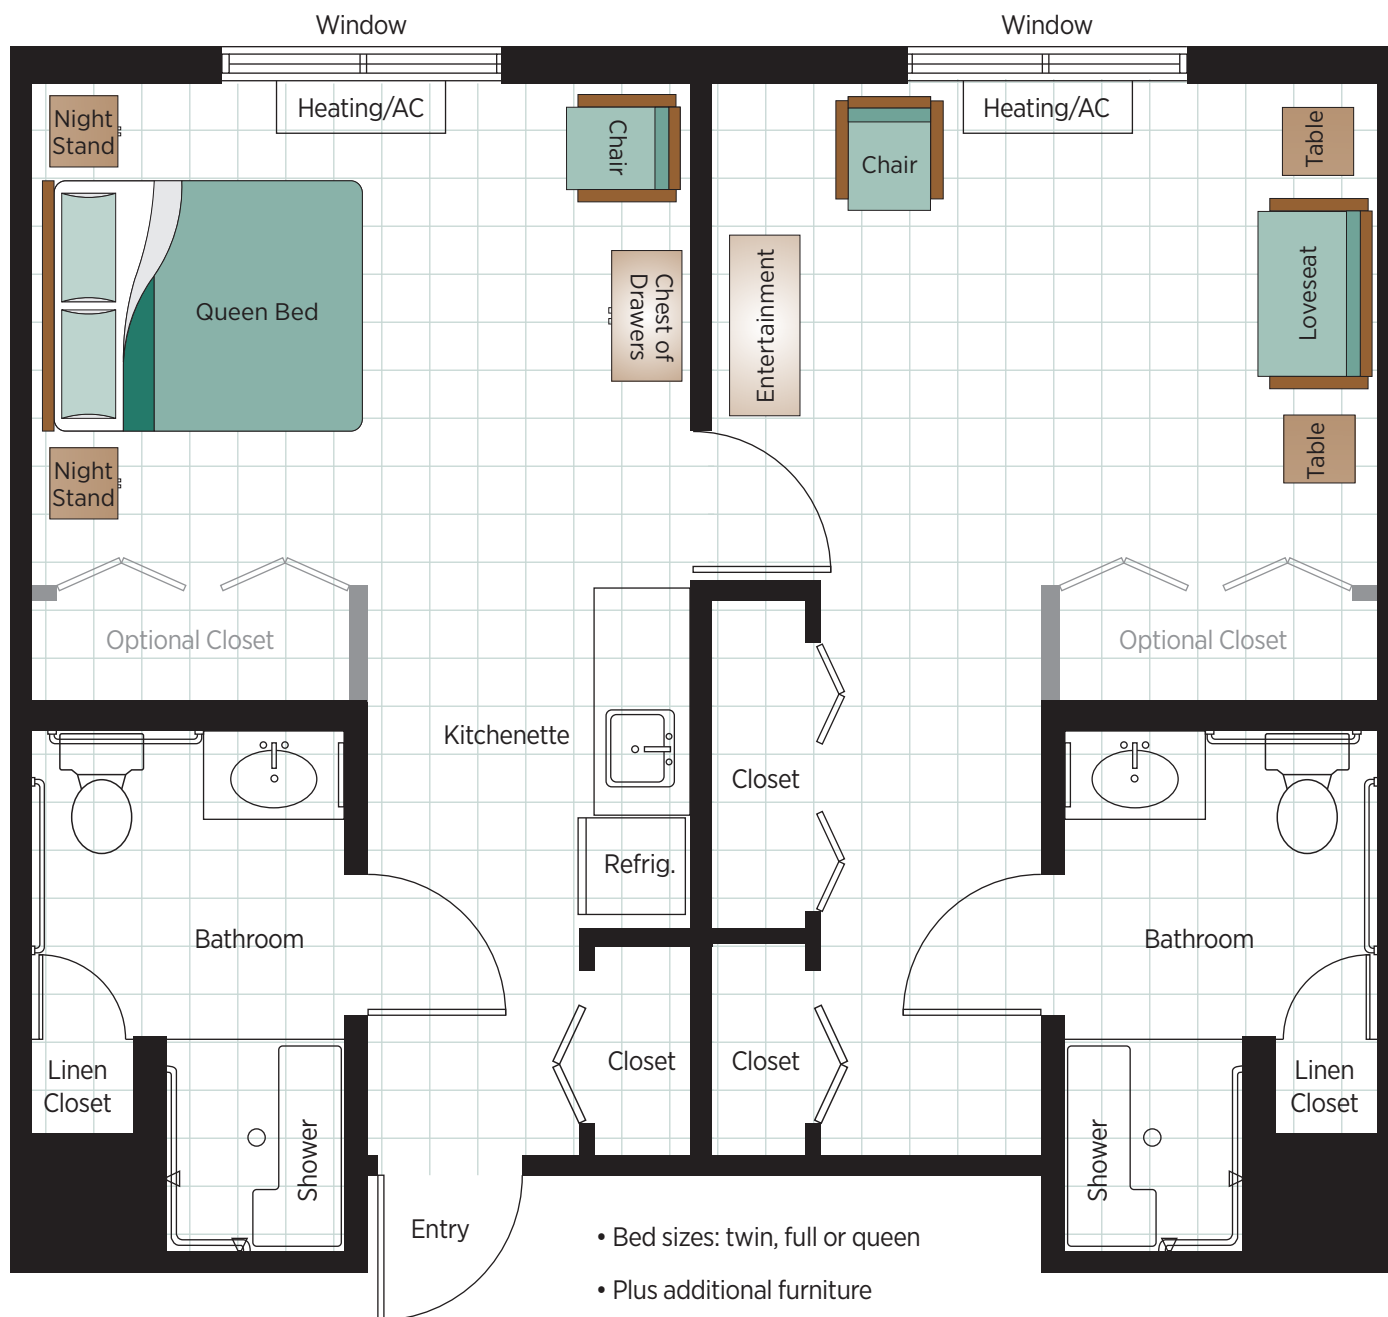 Window
Window
Heating/AC
Heating/AC
Night
Stand
Chair
Chair
Table
Queen Bed
Chest of
Drawers
Entertainment
Loveseat
Night
Stand
Table
Optional Closet
Optional Closet
Kitchenette
Closet
Refrig.
Bathroom
Bathroom
Linen
Closet
Closet
Closet
Linen
Closet
Shower
Shower
Entry
• Bed sizes: twin, full or queen
• Plus additional furniture